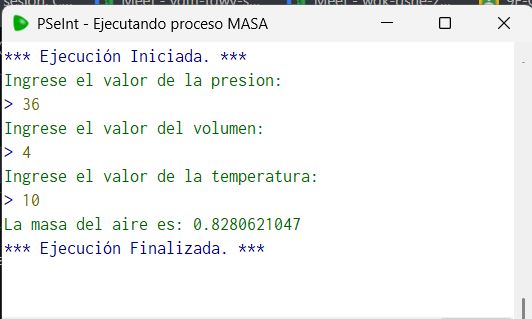 PSeInt - Ejecutando proceso MASA
*** Ejecución Iniciada. ***
Ingrese el valor de la presion:
> 36
Ingrese el valor del volumen:
> 4
Ingrese el valor de la temperatura:
> 10
La masa del aire es: 0.8280621047
*** Ejecución Finalizada. ***